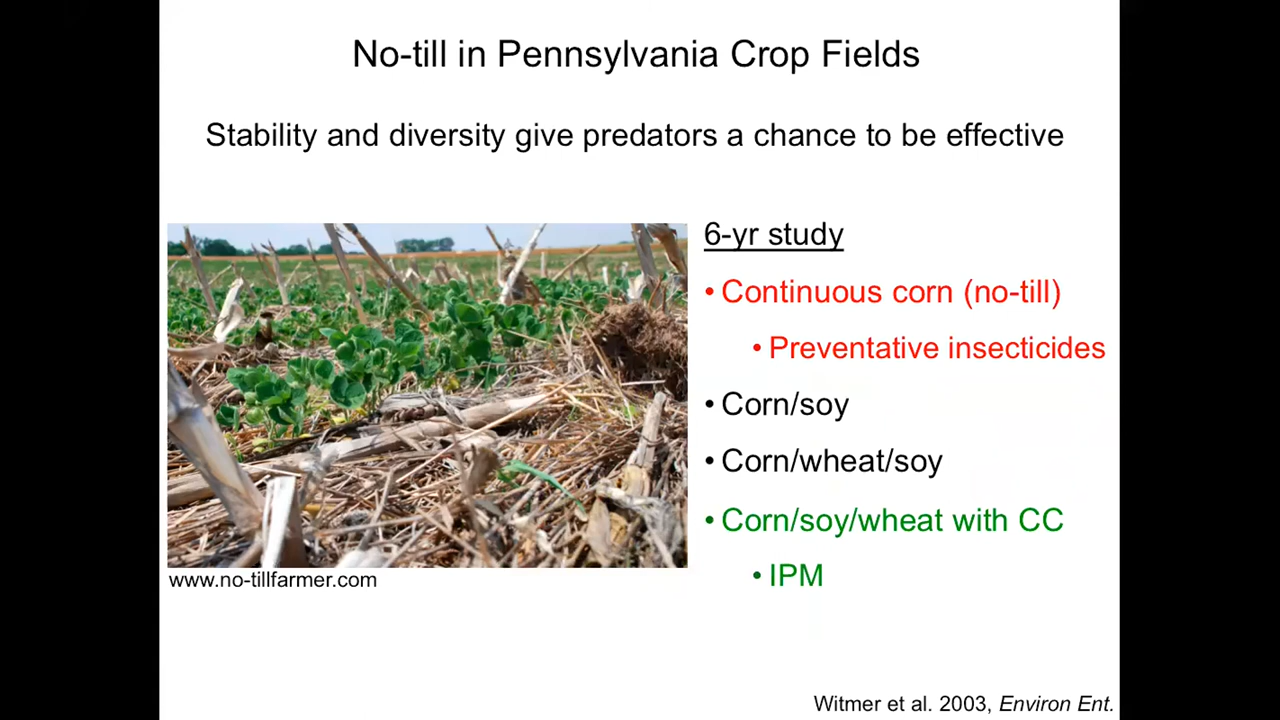 No-till in Pennsylvania Crop Fields
Stability and diversity give predators a chance to be effective
6-yr study
• Continuous corn (no-till)
• Preventative insecticides
• Corn/soy
• Corn/wheat/soy
• Corn/soy/wheat with CC
• IPM
www.no-tillfarmer.com
Witmer et al. 2003, Environ Ent.